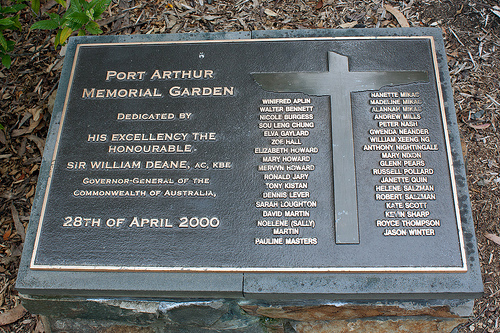 PORT ARTHUR
MEMORIAL GARDEN
DEDICATED BY
HIS EXCELLENCY THE
HONOURABLE.
SIR WILLIAM DEANE, AC, KBE
GOVERNOR-GENERAL OF THE
COMMONWEALTH OF AUSTRALIA,
28TH OF APRIL 2000
WINIFRED APLIN
WALTER BENNETT
NICOLE BURGESS
SOU LENG CHUNG
ELVA GAYLARD
ZOE HALL
ELIZABETH HOWARD
MARY HOWARD
MERVYN HOWARD
RONALD JARY
TONY KISTAN
DENNIS LEVER
SARAH LOUGHTON
DAVID MARTIN
NOELENE (SALLY)
MARTIN
PAULINE MASTERS
NANETTE MIKAC
MADELINE MIKAC
ALANNAH MIKAC
ANDREW MILLS
PETER NASH
GWENDA NEANDER
WILLIAM XEENG NG
ANTHONY NIGHTINGALE
MARY NIXON
GLENN PEARS
RUSSELL POLLARD
JANETTE QUIN
HELENE SALZMAN
ROBERT SALZMAN
KATE SCOTT
KEVIN SHARP
ROYCE THOMPSON
JASON WINTER